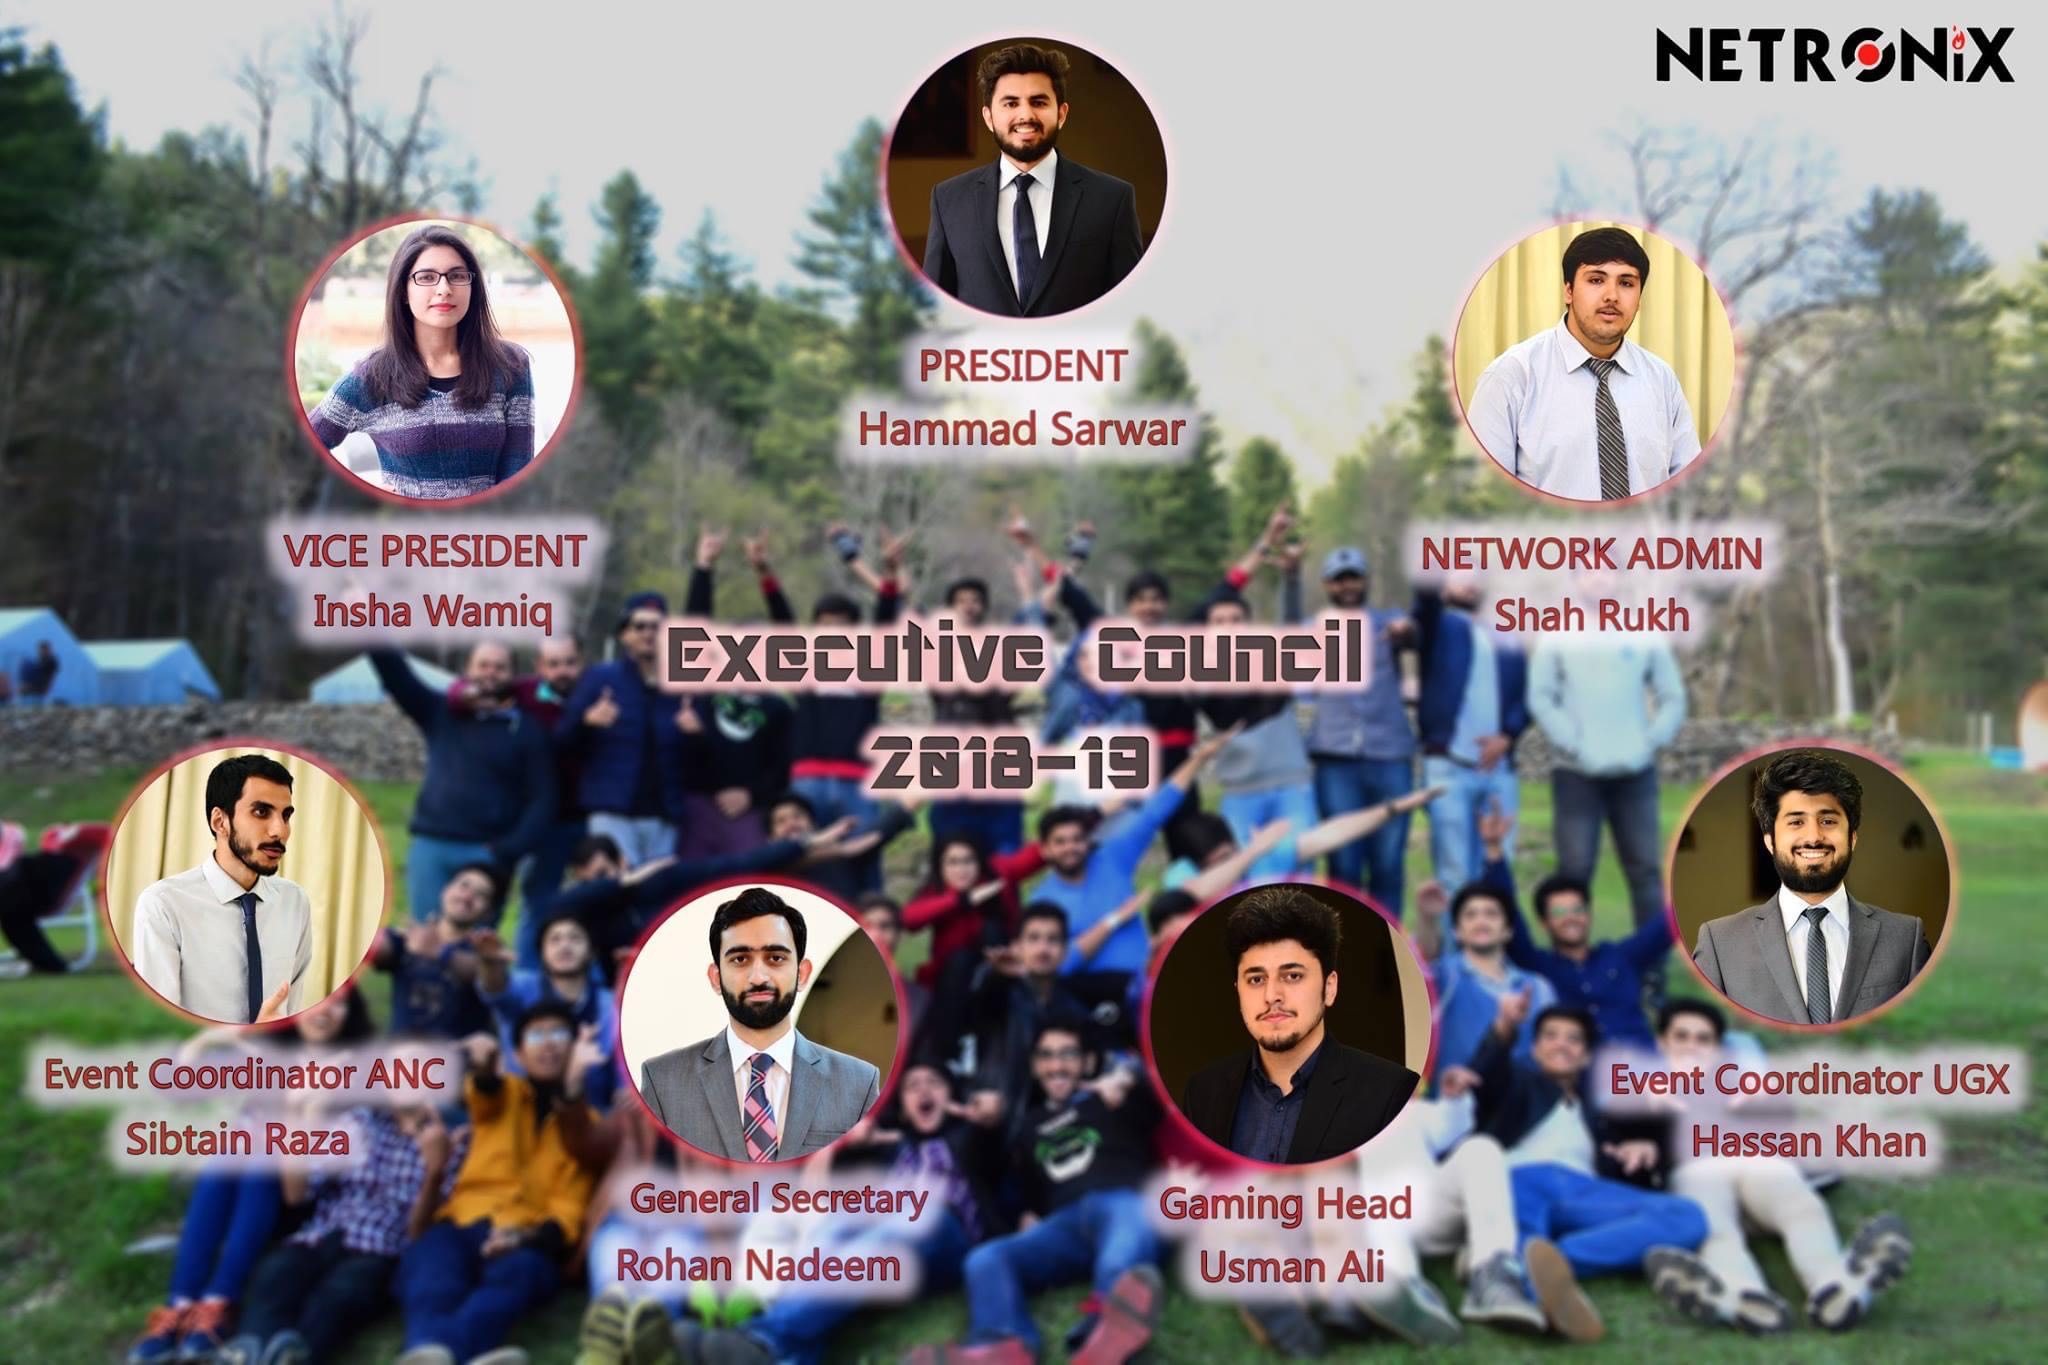 NETRONiX
PRESIDENT
Hammad Sarwar
VICE PRESIDENT
Insha Wamiq
NETWORK ADMIN
Shah Rukh
Executive Council
2018-19
Event Coordinator ANC
Sibtain Raza
General Secretary
Rohan Nadeem
Gaming Head
Usman Ali
Event Coordinator UGX
Hassan Khan